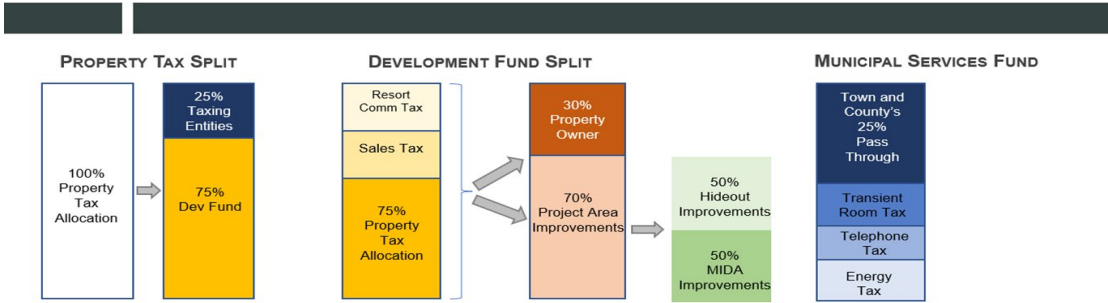 PROPERTY TAX SPLIT
100%
Property
Tax
Allocation
25%
Taxing
Entities
75%
Dev Fund
DEVELOPMENT FUND SPLIT
Resort
Comm Tax
Sales Tax
75%
Property
Tax
Allocation
30%
Property
Owner
70%
Project Area
Improvements
50%
Hideout
Improvements
50%
MIDA
Improvements
MUNICIPAL SERVICES FUND
Town and
County's
25%
Pass
Through
Transient
Room Tax
Telephone
Tax
Energy
Tax